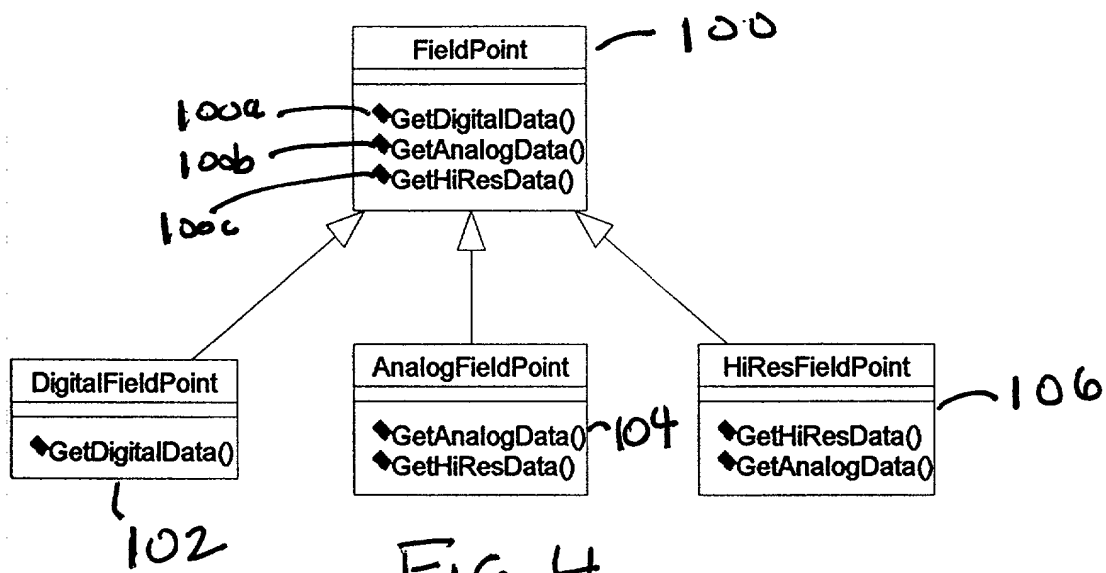 FieldPoint
100
100a
GetDigitalData()
100b
GetAnalogData()
100c
GetHiResData()
DigitalFieldPoint
GetDigitalData()
102
AnalogFieldPoint
GetAnalogData()
104
GetHiResData()
HiResFieldPoint
106
GetHiResData()
GetAnalogData()
FIG 4